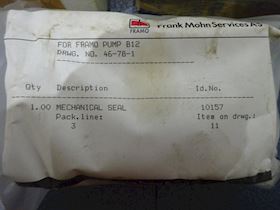 FRAMO
Frank Mohn Services AS
FOR FRAMO PUMP B12
DRWG. NO. 46-78-1
Qty Description Id.No.
1.00 MECHANICAL SEAL 10157
Pack.line: Item on drwg.:
3 11